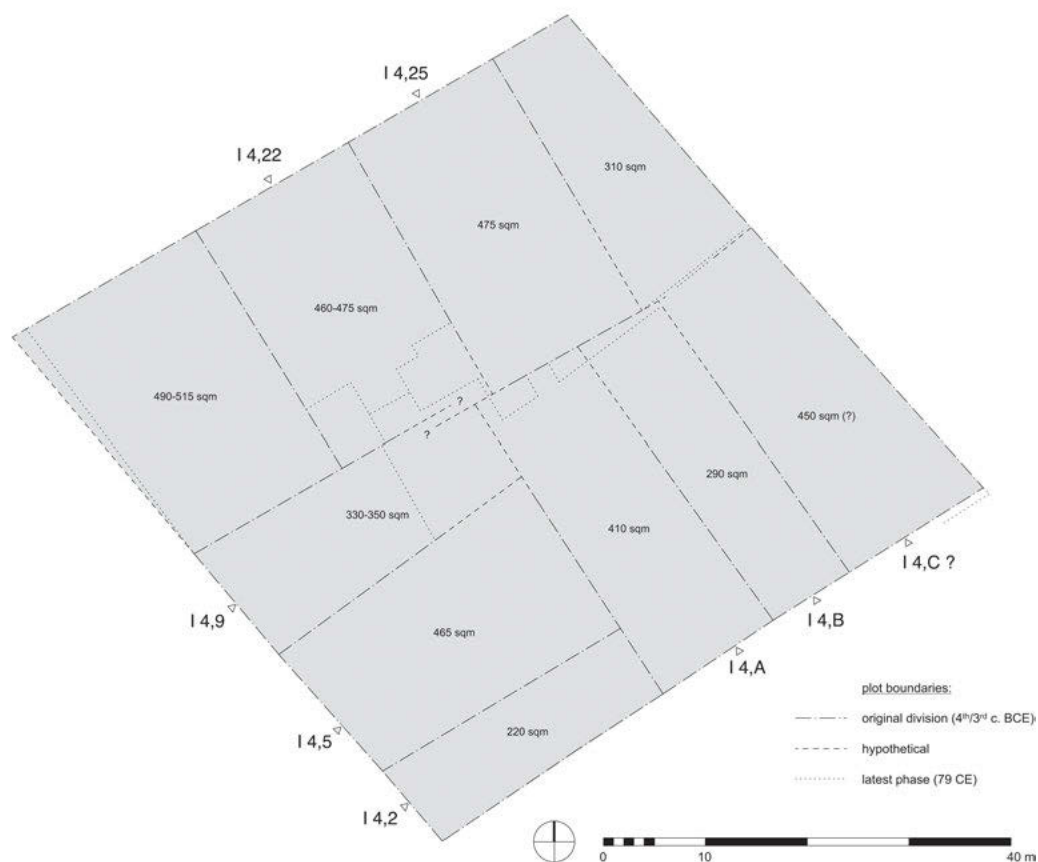 I 4,25
I 4,22
310 sqm
475 sqm
460-475 sqm
490-515 sqm
?
?
450 sqm (?)
290 sqm
330-350 sqm
410 sqm
I 4,C ?
I 4,9
I 4,B
465 sqm
I 4,A
220 sqm
I 4,5
I 4,2
plot boundaries:
original division (4th/3rd c. BCE)
hypothetical
latest phase (79 CE)
0 10 40 m